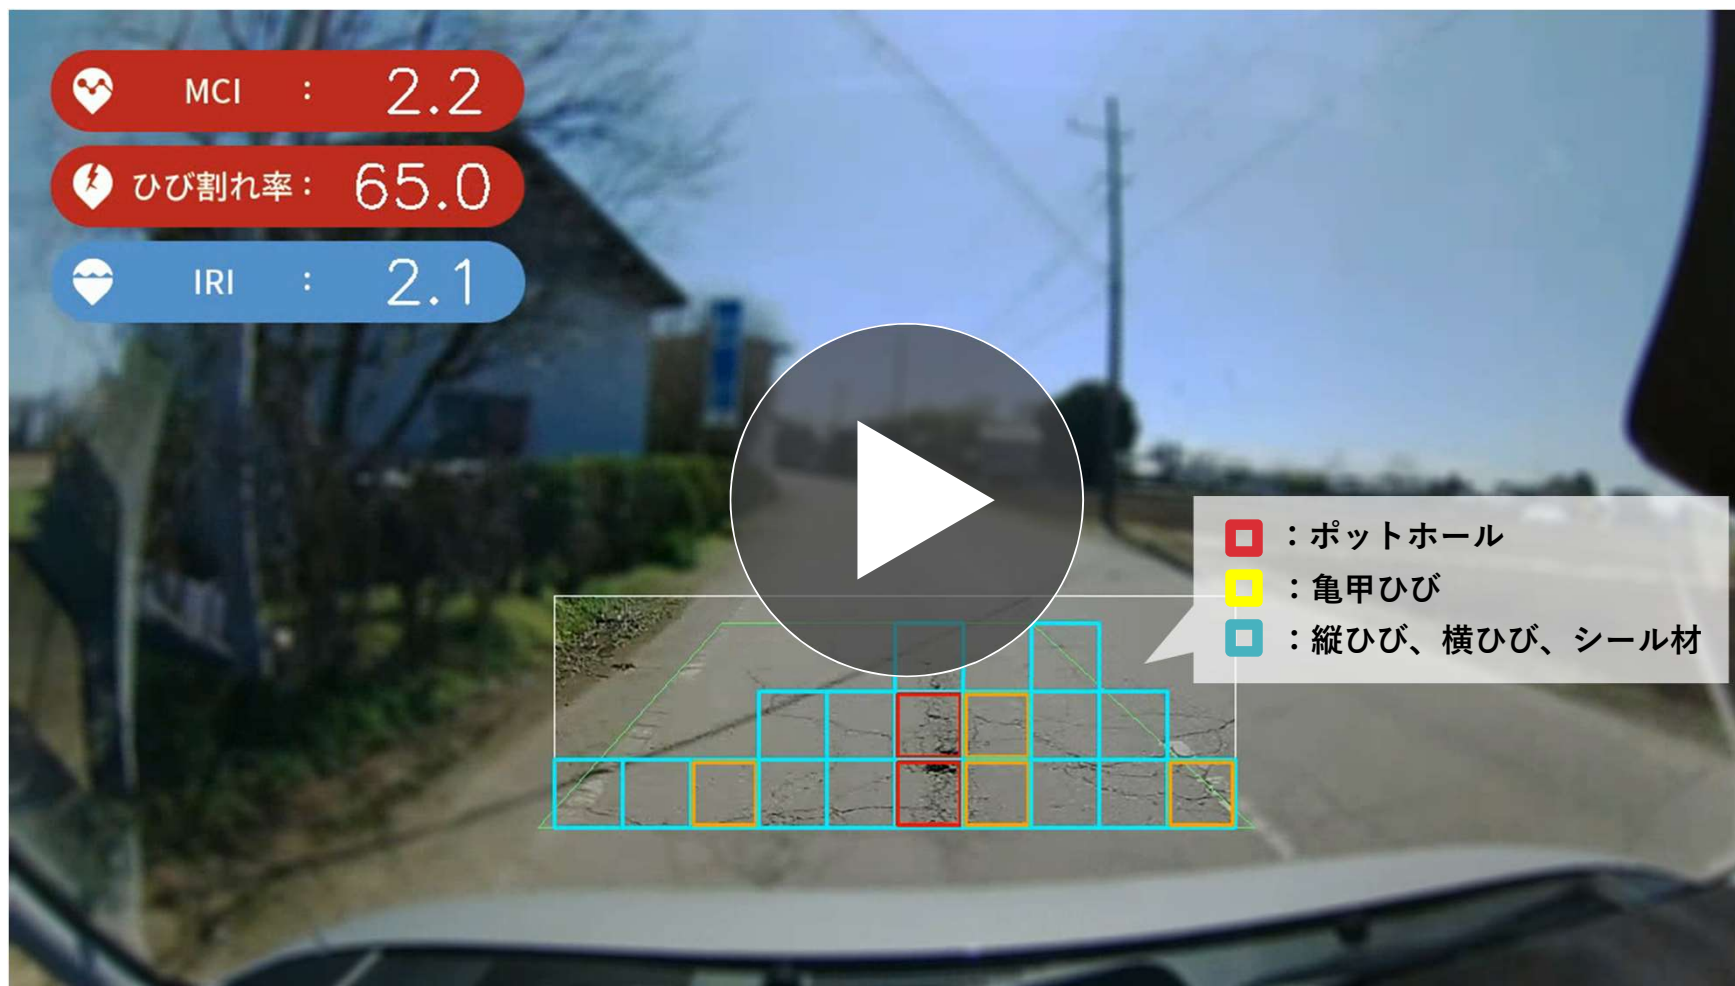 MCI : 2.2
ひび割れ率: 65.0
IRI : 2.1
:ポットホール
:亀甲ひび
:縦ひび、横ひび、シール材